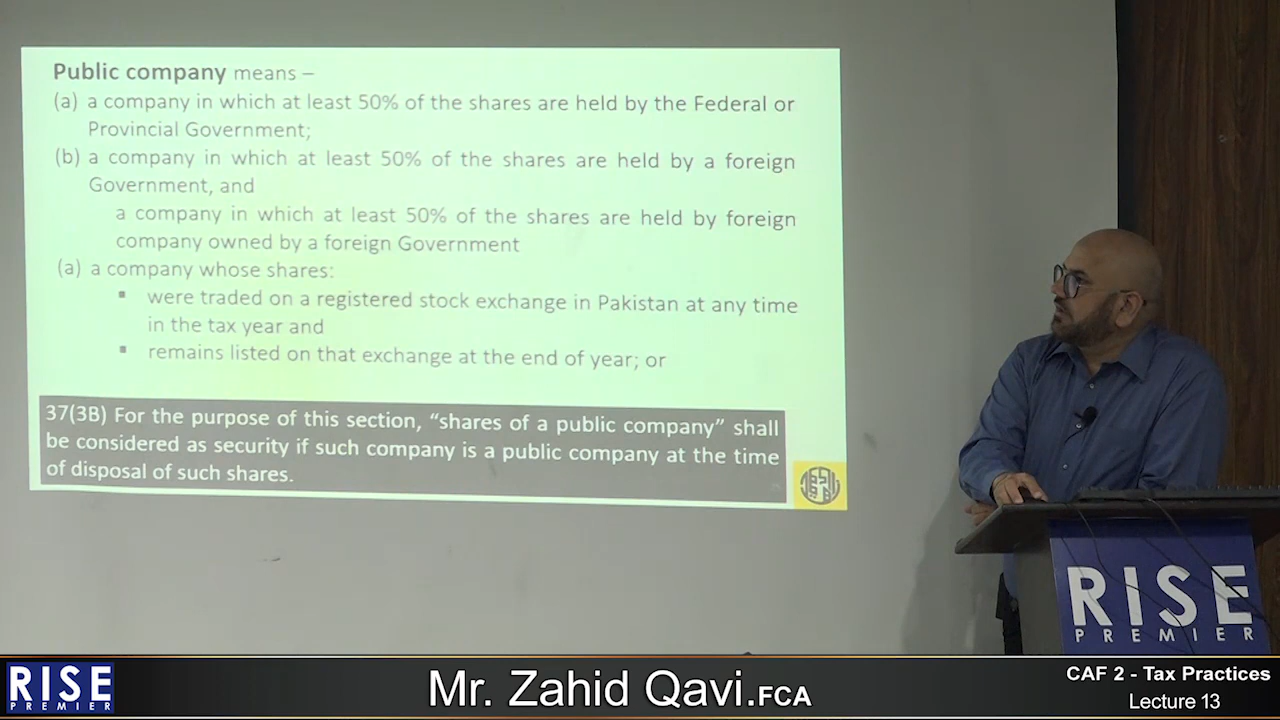 Public company means –
(a) a company in which at least 50% of the shares are held by the Federal or
Provincial Government;
(b) a company in which at least 50% of the shares are held by a foreign
Government, and
a company in which at least 50% of the shares are held by foreign
company owned by a foreign Government
(a) a company whose shares:
▪ were traded on a registered stock exchange in Pakistan at any time
in the tax year and
▪ remains listed on that exchange at the end of year; or
37(3B) For the purpose of this section, “shares of a public company” shall
be considered as security if such company is a public company at the time
of disposal of such shares.
RISE
PREMIER
RISE
PREMIER
Mr. Zahid Qavi.FCA
CAF 2 - Tax Practices
Lecture 13